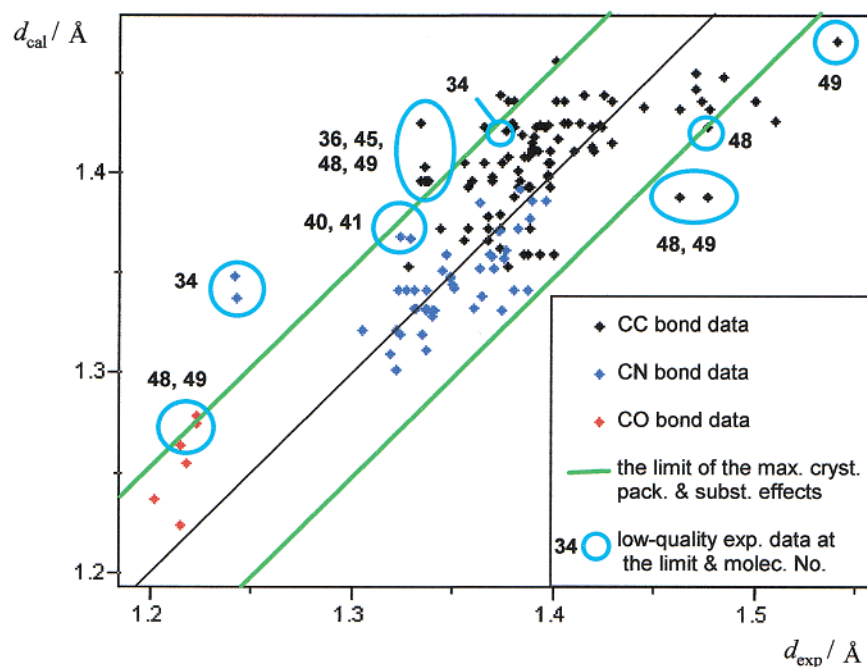 d_cal / Å
34
49
36, 45,
48, 49
48
1.4
40, 41
48, 49
34
CC bond data
CN bond data
1.3
48, 49
CO bond data
the limit of the max. cryst.
pack. & subst. effects
34 low-quality exp. data at
the limit & molec. No.
1.2
1.2 1.3 1.4 1.5
d_exp / Å